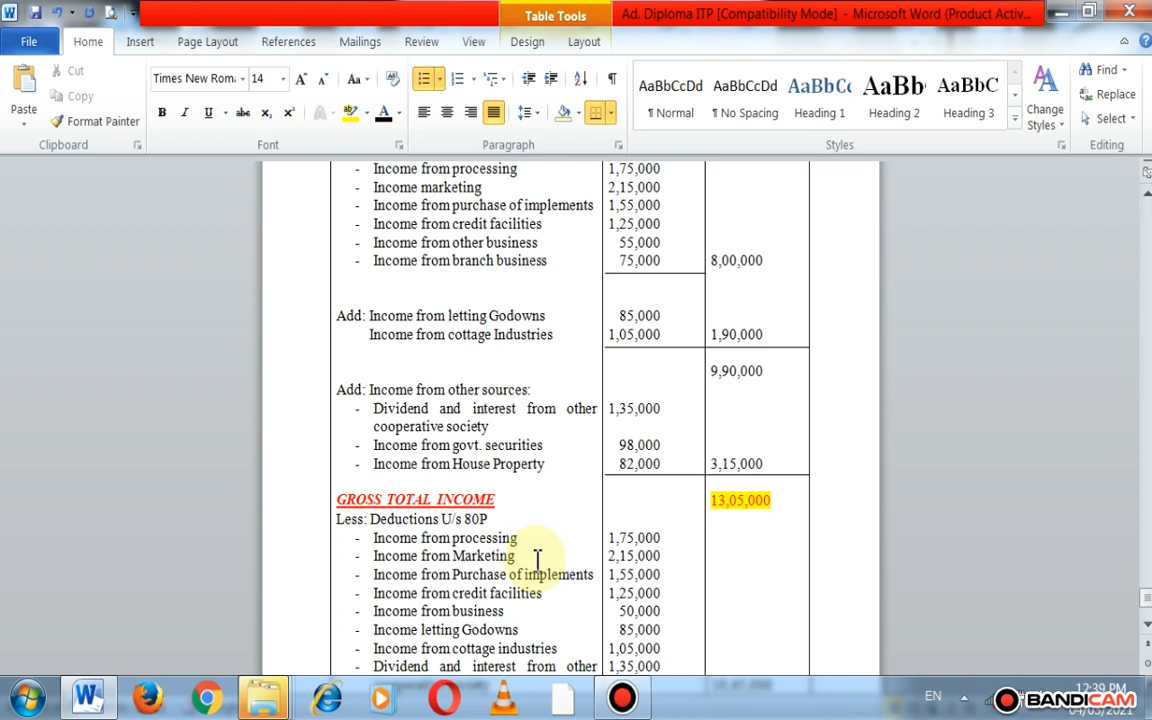 Table Tools
Ad. Diploma ITP [Compatibility Mode] - Microsoft Word (Product Activ...
File Home Insert Page Layout References Mailings Review View Design Layout
Paste
Cut
Copy
Format Painter
Clipboard
Times New Rom 14
Font
Paragraph
AaBbCcDd AaBbCcDd AaBbCc AaBb AaBbC
¶ Normal ¶ No Spacing Heading 1 Heading 2 Heading 3
Change Styles
Styles
Find
Replace
Select
Editing
- Income from processing 1,75,000
- Income marketing 2,15,000
- Income from purchase of implements 1,55,000
- Income from credit facilities 1,25,000
- Income from other business 55,000
- Income from branch business 75,000 8,00,000
Add: Income from letting Godowns 85,000
Income from cottage Industries 1,05,000 1,90,000
9,90,000
Add: Income from other sources:
- Dividend and interest from other 1,35,000
cooperative society
- Income from govt. securities 98,000
- Income from House Property 82,000 3,15,000
GROSS TOTAL INCOME 13,05,000
Less: Deductions U/s 80P
- Income from processing 1,75,000
- Income from Marketing 2,15,000
- Income from Purchase of implements 1,55,000
- Income from credit facilities 1,25,000
- Income from business 50,000
- Income letting Godowns 85,000
- Income from cottage industries 1,05,000
- Dividend and interest from other 1,35,000
EN
12:39 PM
BANDICAM